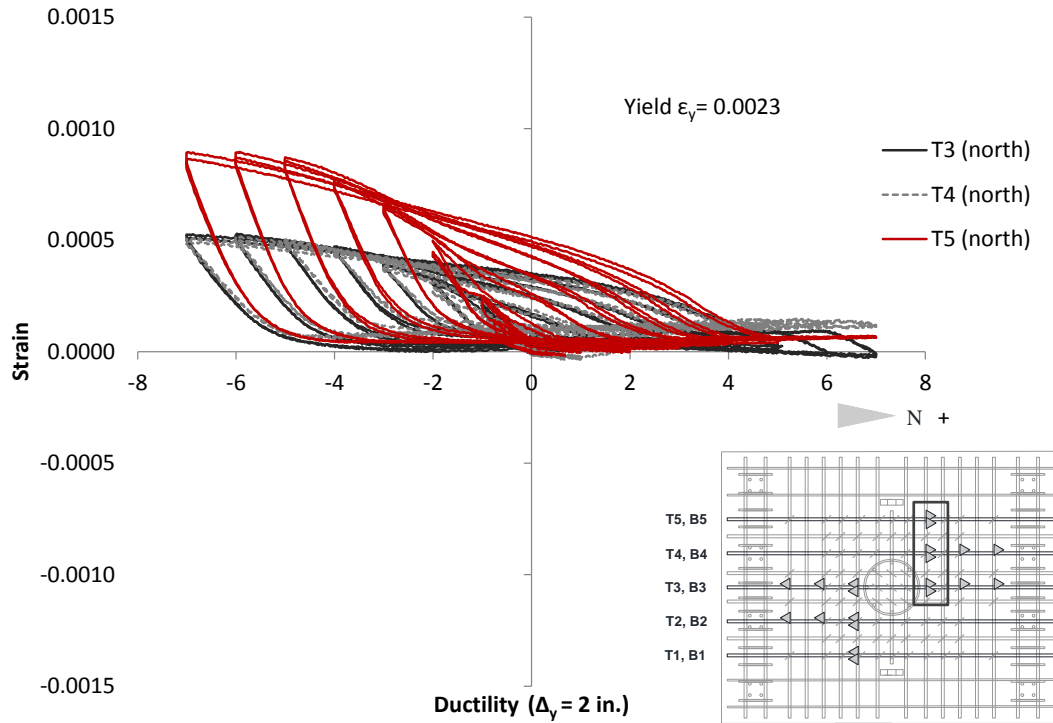 0.0015
0.0010
0.0005
0.0000
-0.0005
-0.0010
-0.0015
Strain
-8
-6
-4
-2
0
2
4
6
8
Ductility (Δy = 2 in.)
Yield εy= 0.0023
T3 (north)
T4 (north)
T5 (north)
N +
T5, B5
T4, B4
T3, B3
T2, B2
T1, B1